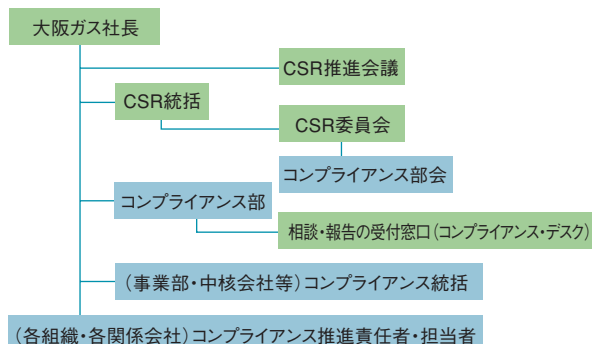 大阪ガス社長
CSR推進会議
CSR統括
CSR委員会
コンプライアンス部会
コンプライアンス部
相談・報告の受付窓口(コンプライアンス・デスク)
(事業部・中核会社等)コンプライアンス統括
(各組織・各関係会社)コンプライアンス推進責任者・担当者